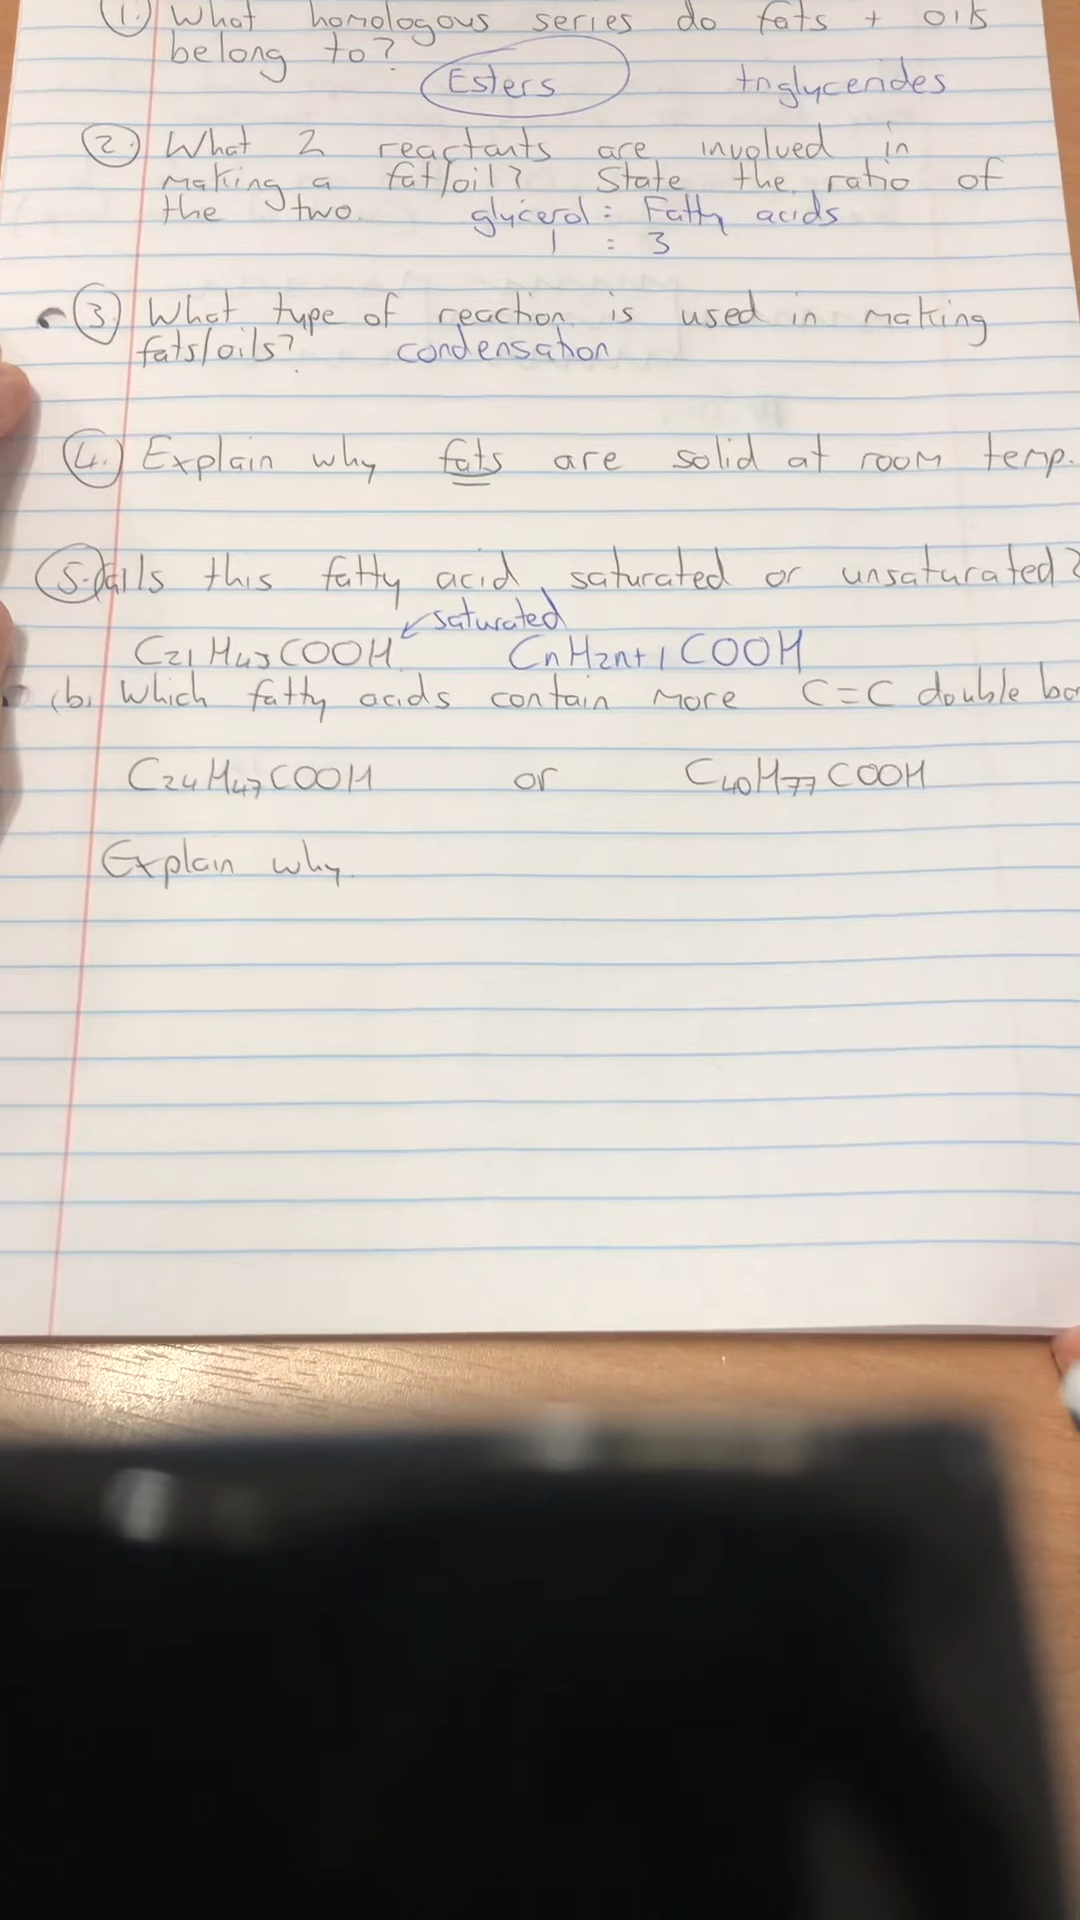 1. What homologous series do fats + oils
belong to?
Esters triglycerides
2. What 2 reactants are involved in
making a fat/oil? State the ratio of
the two. glycerol : Fatty acids
1 : 3
3. What type of reaction is used in making
fats/oils? condensation
4. Explain why fats are solid at room temp.
5. (a) Is this fatty acid saturated or unsaturated?
saturated
C₂₁H₄₃COOH CnH2n+1COOH
(b) Which fatty acids contain more C=C double bo
C₂₄H₄₇COOH or C₄₀H₇₇COOH
Explain why.